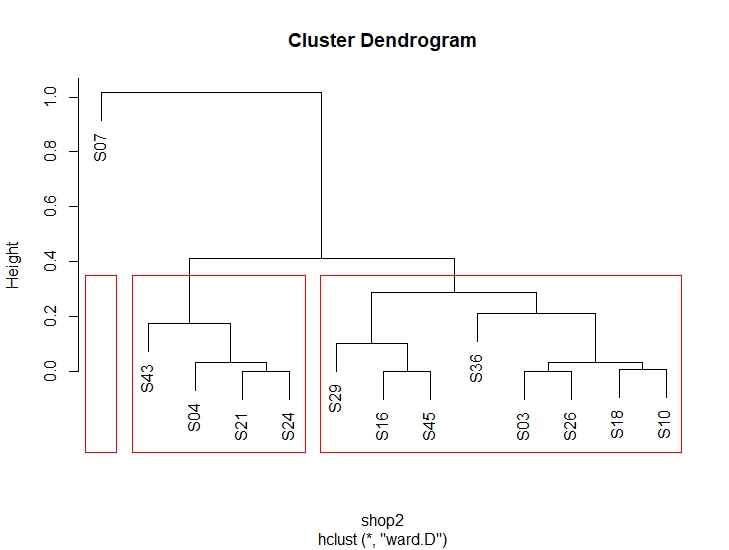 Cluster Dendrogram
Height
1.0
0.8
0.6
0.4
0.2
0.0
S07
S43
S04
S21
S24
S29
S16
S45
S36
S03
S26
S18
S10
shop2
hclust (*, "ward.D")